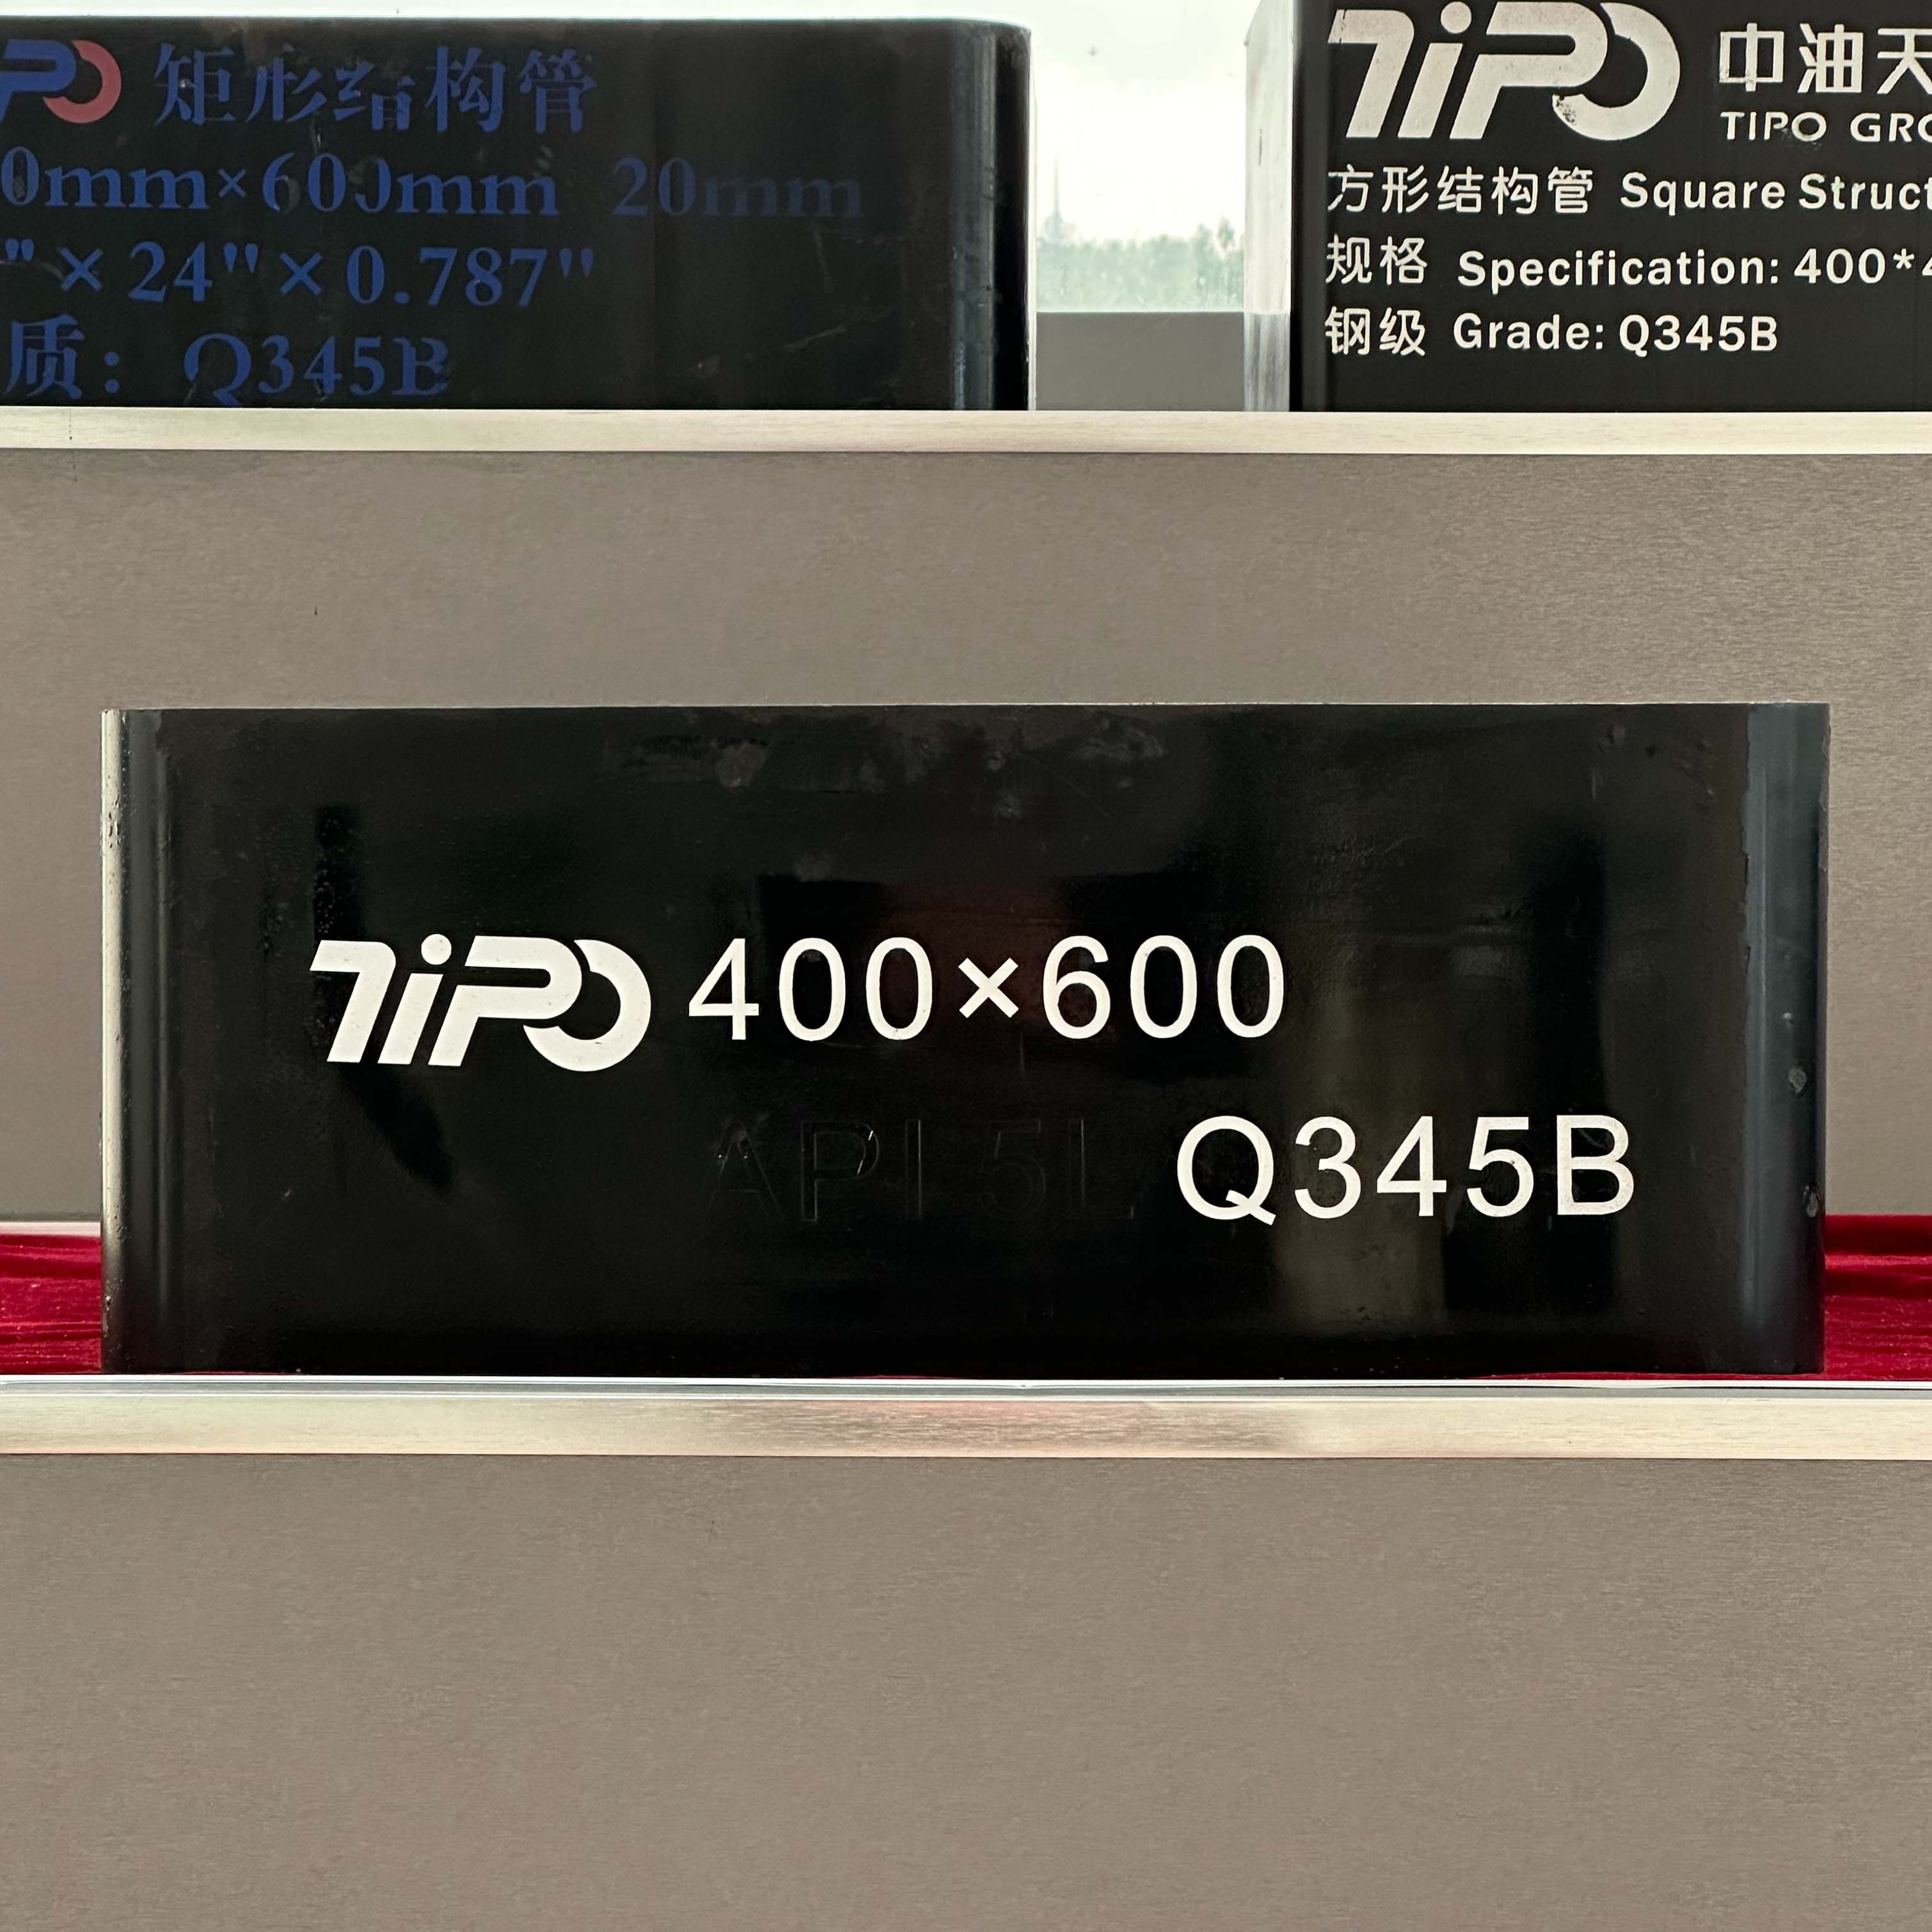 PO 矩形结构管
0mm×600mm 20mm
"×24"×0.787"
质：Q345B
TIPO 中油天
TIPO GRO
方形结构管 Square Struct
规格 Specification: 400*4
钢级 Grade: Q345B
TIPO 400×600
API 5L Q345B